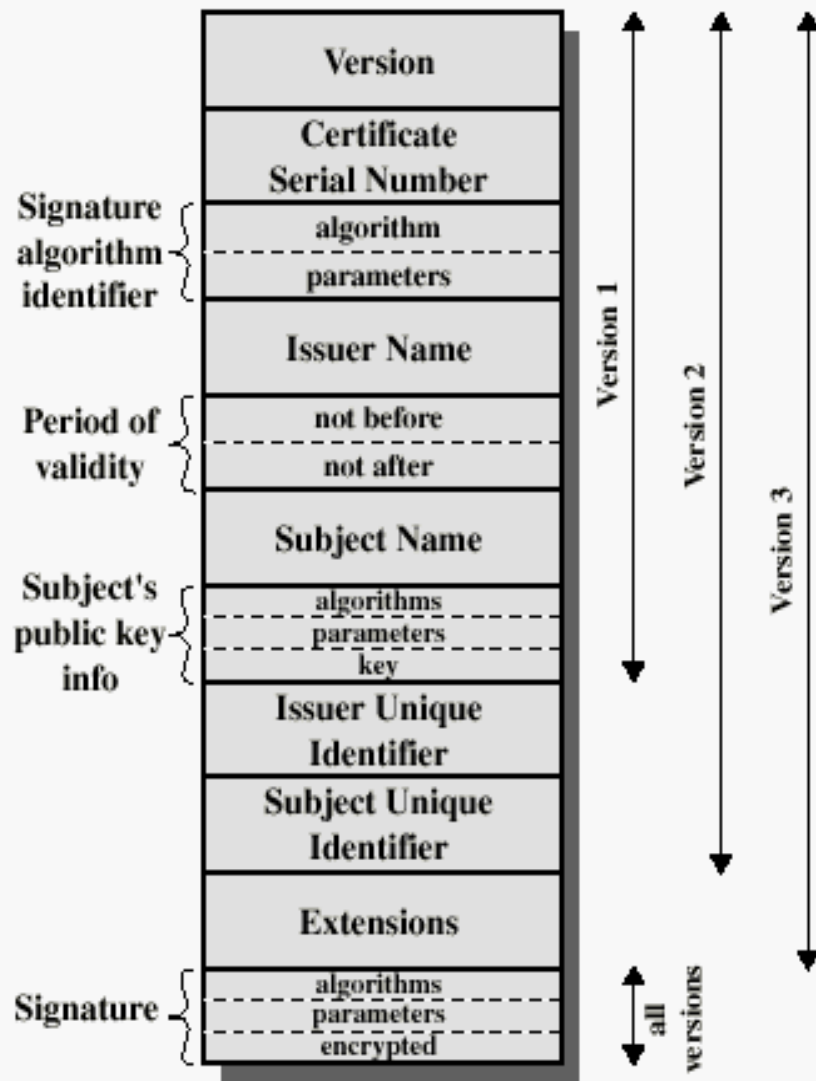 Version
Certificate
Serial Number
Signature
algorithm
identifier
algorithm
parameters
Issuer Name
Period of
validity
not before
not after
Subject Name
Subject's
public key
info
algorithms
parameters
key
Issuer Unique
Identifier
Subject Unique
Identifier
Extensions
Signature
algorithms
parameters
encrypted
Version 1
Version 2
Version 3
all
versions